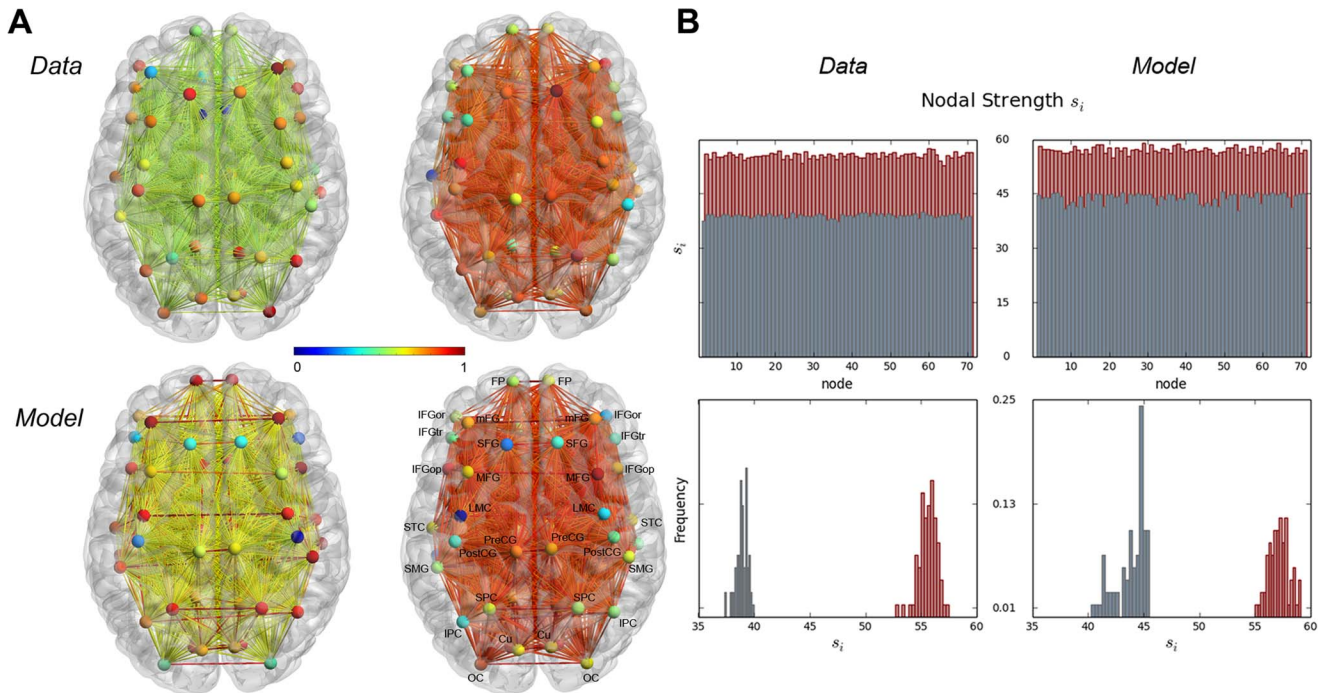 A
B
Data
Data
Model
Nodal Strength s_i
60
45
30
15
0
s_i
10 20 30 40 50 60 70
10 20 30 40 50 60 70
node
node
0 1
Model
FP FP
IFGor mFG mFG IFGor
IFGtr SFG SFG IFGtr
IFGop MFG MFG IFGop
LMC LMC
STC STC
PreCG PreCG
PostCG PostCG
SMG SMG
SPC SPC
IPC IPC
Cu Cu
OC OC
0.25
0.13
0.01
Frequency
35 40 45 50 55 60
35 40 45 50 55 60
s_i
s_i